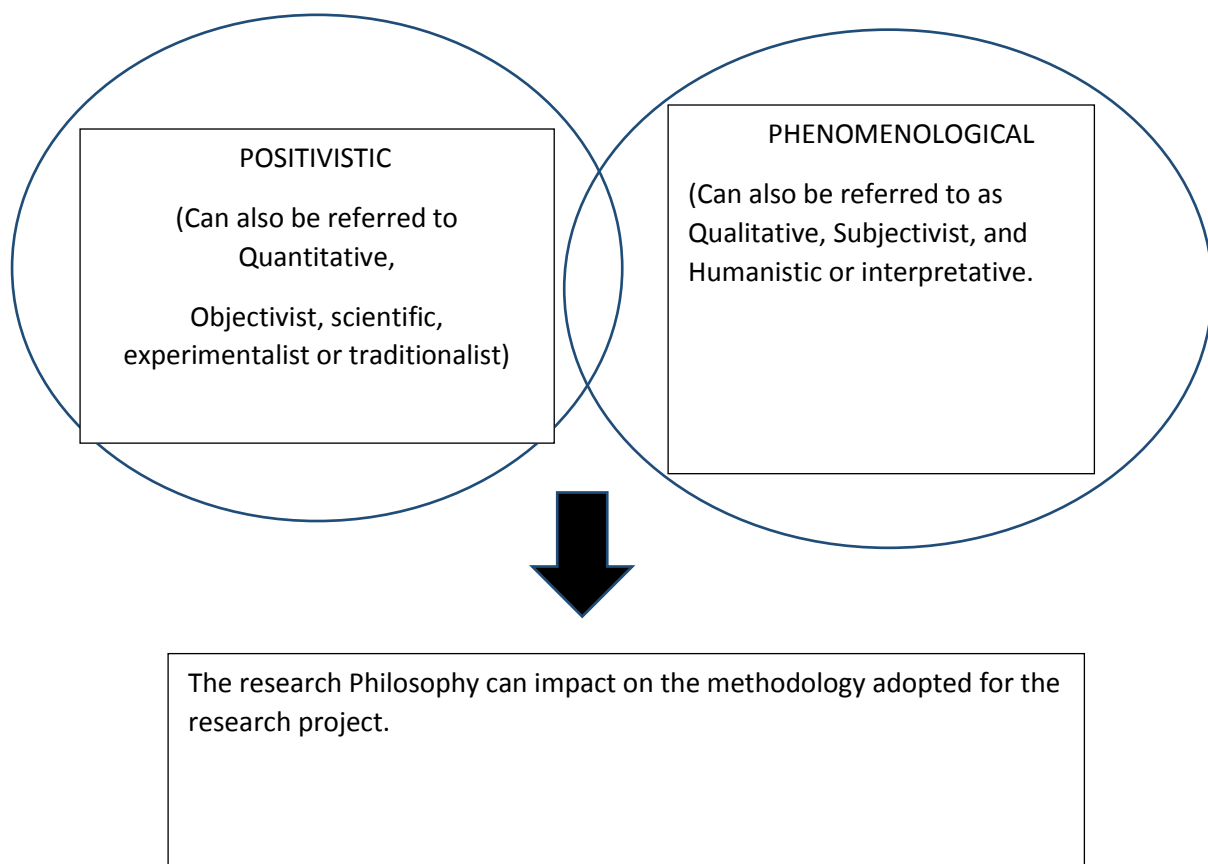 POSITIVISTIC
(Can also be referred to
Quantitative,
Objectivist, scientific,
experimentalist or traditionalist)
PHENOMENOLOGICAL
(Can also be referred to as
Qualitative, Subjectivist, and
Humanistic or interpretative.
The research Philosophy can impact on the methodology adopted for the
research project.